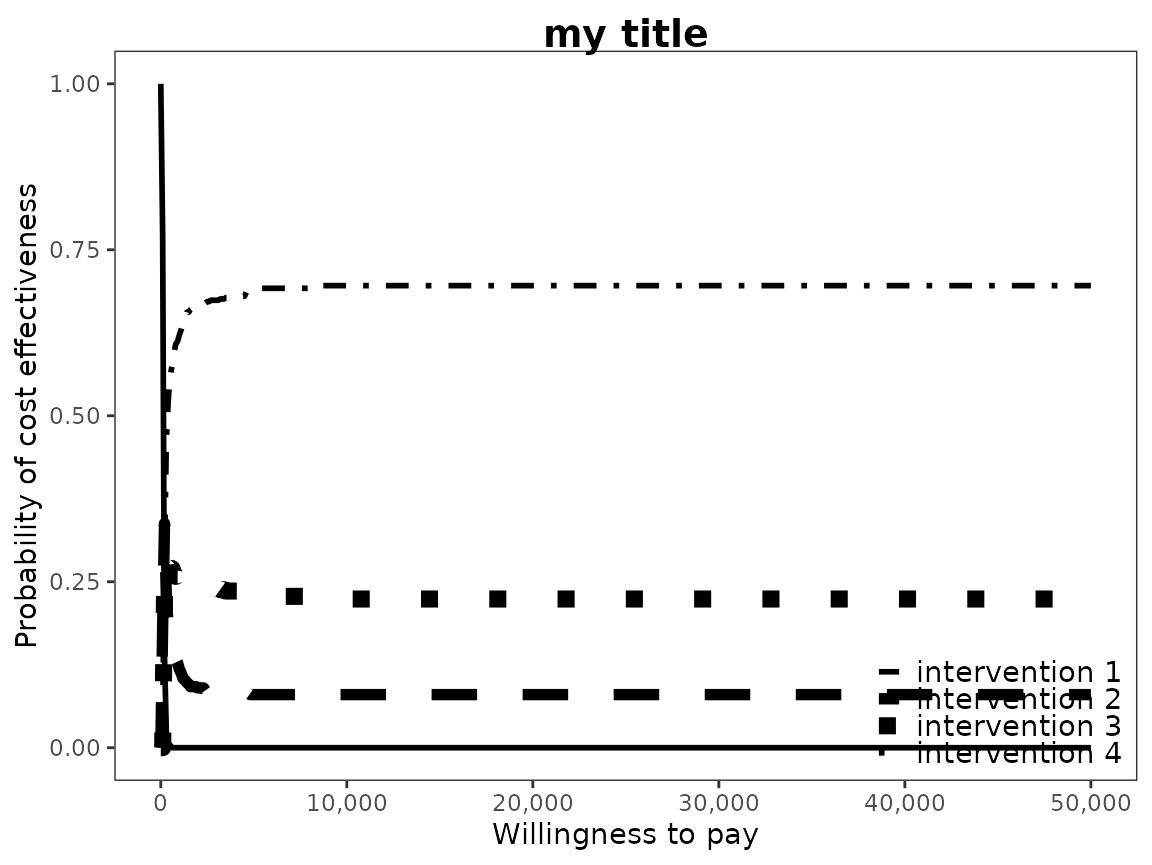 my title
Probability of cost effectiveness
1.00
0.75
0.50
0.25
0.00
intervention 1
intervention 2
intervention 3
intervention 4
0 10,000 20,000 30,000 40,000 50,000
Willingness to pay